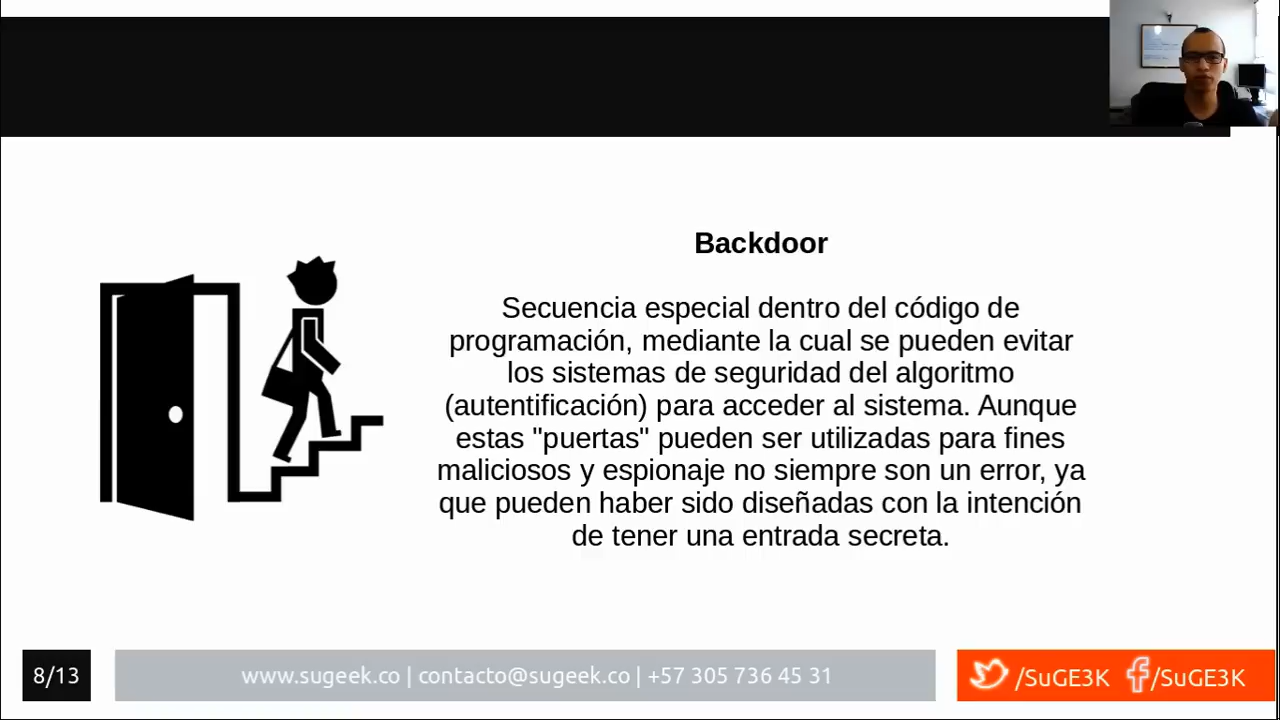 Backdoor
Secuencia especial dentro del código de
programación, mediante la cual se pueden evitar
los sistemas de seguridad del algoritmo
(autentificación) para acceder al sistema. Aunque
estas "puertas" pueden ser utilizadas para fines
maliciosos y espionaje no siempre son un error, ya
que pueden haber sido diseñadas con la intención
de tener una entrada secreta.
8/13
www.sugeek.co | contacto@sugeek.co | +57 305 736 45 31
/SuGE3K
/SuGE3K